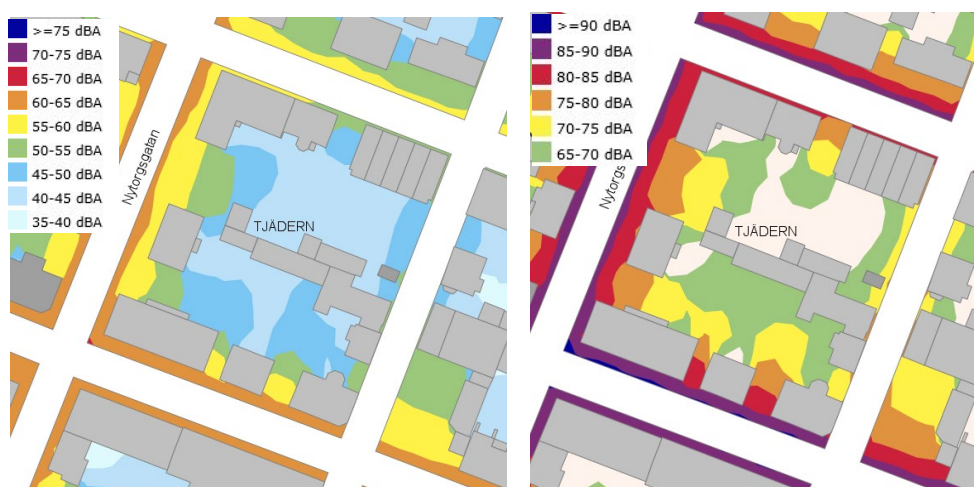 >=75 dBA
70-75 dBA
65-70 dBA
60-65 dBA
55-60 dBA
50-55 dBA
45-50 dBA
40-45 dBA
35-40 dBA
Nytorgsgatan
TJÄDERN
>=90 dBA
85-90 dBA
80-85 dBA
75-80 dBA
70-75 dBA
65-70 dBA
Nytorgs
TJÄDERN